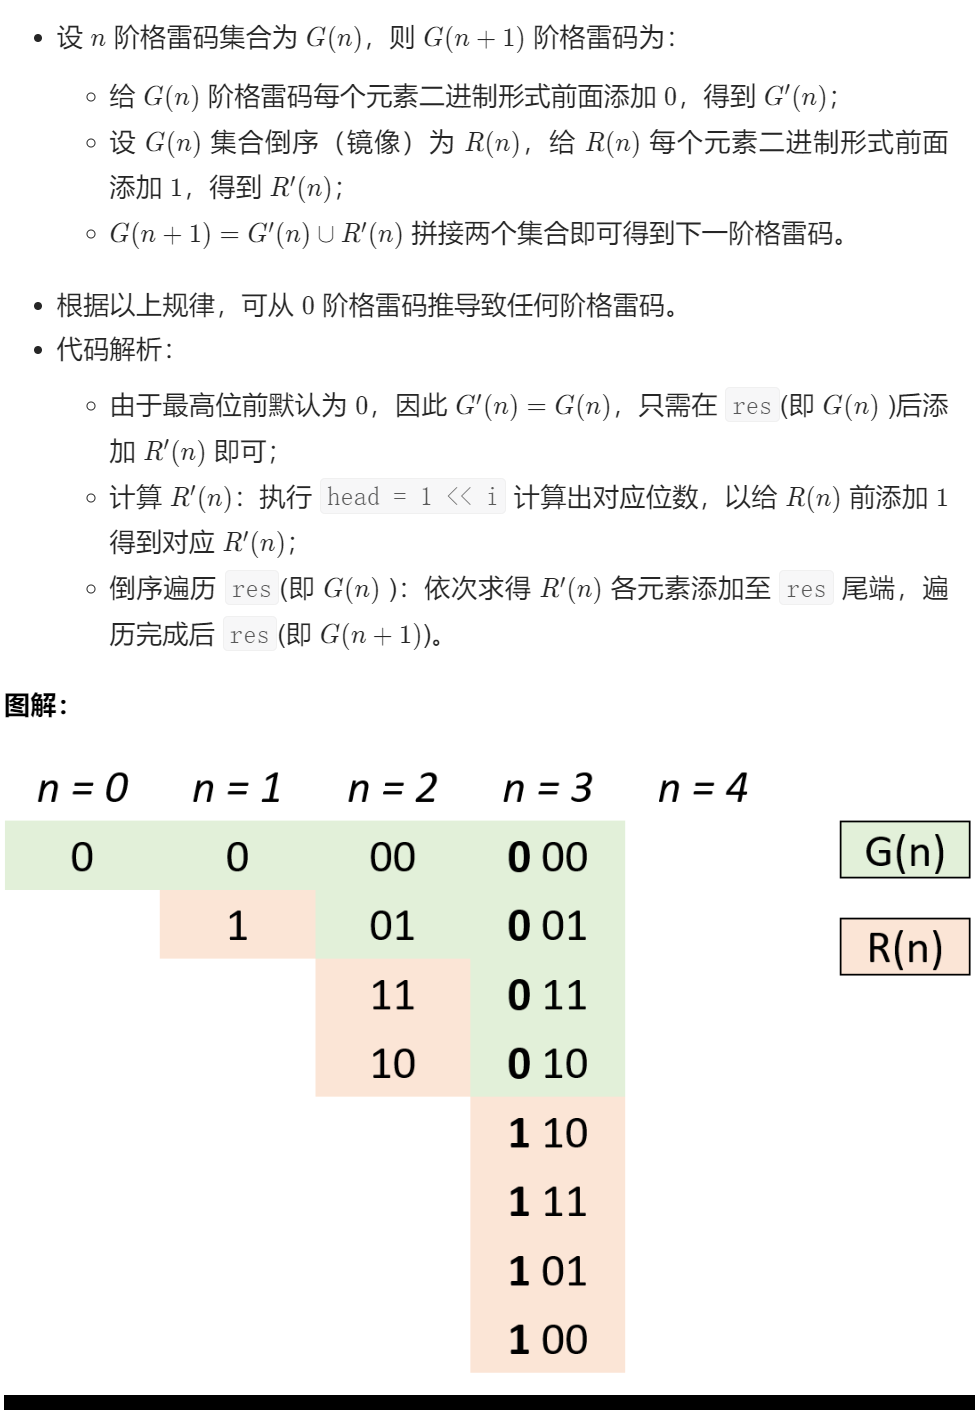 设 n 阶格雷码集合为 G(n)，则 G(n + 1) 阶格雷码为：
给 G(n) 阶格雷码每个元素二进制形式前面添加 0，得到 G′(n)；
设 G(n) 集合倒序（镜像）为 R(n)，给 R(n) 每个元素二进制形式前面
添加 1，得到 R′(n)；
G(n + 1) = G′(n) ∪ R′(n) 拼接两个集合即可得到下一阶格雷码。
根据以上规律，可从 0 阶格雷码推导致任何阶格雷码。
代码解析：
由于最高位前默认为 0，因此 G′(n) = G(n)，只需在 res(即 G(n) )后添
加 R′(n) 即可；
计算 R′(n)：执行 head = 1 << i 计算出对应位数，以给 R(n) 前添加 1
得到对应 R′(n)；
倒序遍历 res(即 G(n) )：依次求得 R′(n) 各元素添加至 res 尾端，遍
历完成后 res(即 G(n + 1))。
图解：
n = 0 n = 1 n = 2 n = 3 n = 4
0 0 00 0 00 G(n)
1 01 0 01 R(n)
11 0 11
10 0 10
1 10
1 11
1 01
1 00